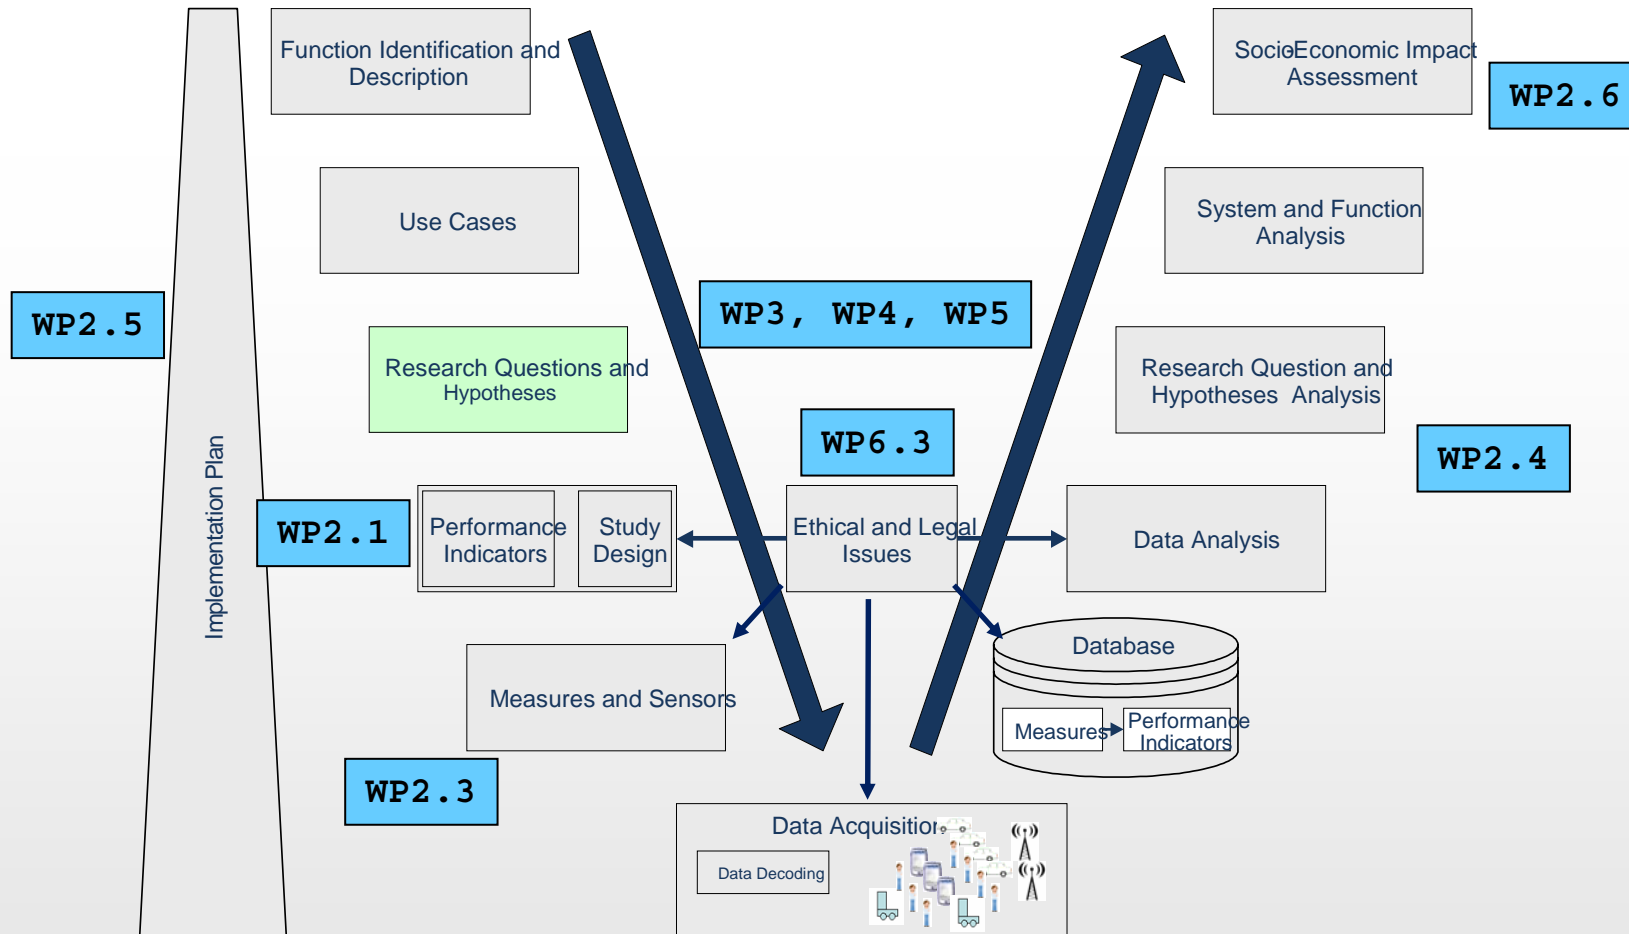 Function Identification and
Description
Socio-Economic Impact
Assessment
WP2.6
Use Cases
System and Function
Analysis
WP2.5
WP3, WP4, WP5
Research Questions and
Hypotheses
Research Question and
Hypotheses Analysis
WP6.3
WP2.4
Implementation Plan
WP2.1
Performance
Indicators
Study
Design
Ethical and Legal
Issues
Data Analysis
Measures and Sensors
Database
Measures
Performance
Indicators
WP2.3
Data Acquisition
Data Decoding